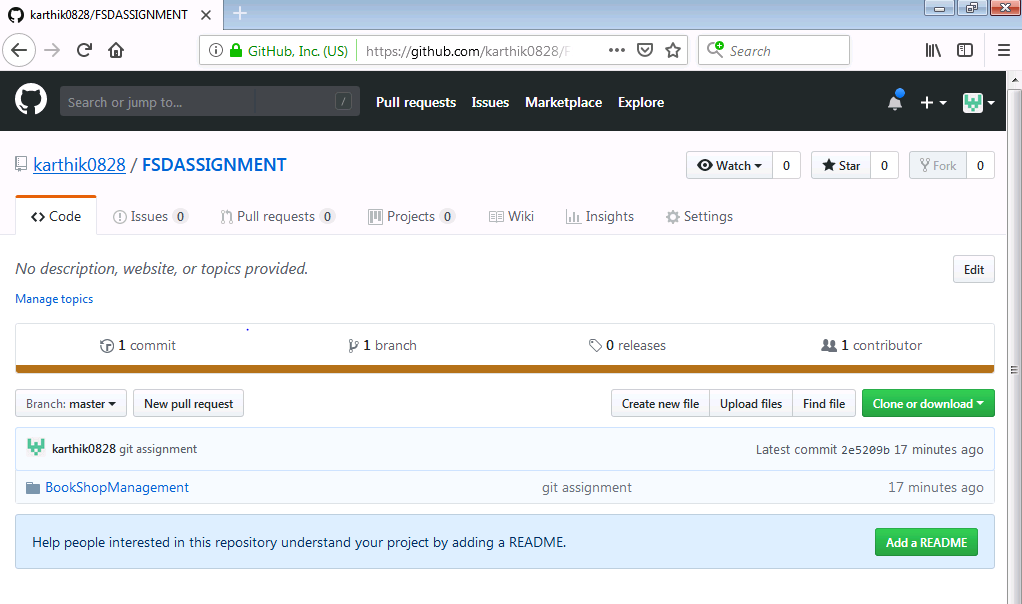 karthik0828/FSDASSIGNMENT
GitHub, Inc. (US) https://github.com/karthik0828/ Search
Search or jump to... / Pull requests Issues Marketplace Explore
karthik0828 / FSDASSIGNMENT Watch 0 Star 0 Fork 0
Code Issues 0 Pull requests 0 Projects 0 Wiki Insights Settings
No description, website, or topics provided. Edit
Manage topics
1 commit 1 branch 0 releases 1 contributor
Branch: master New pull request Create new file Upload files Find file Clone or download
karthik0828 git assignment Latest commit 2e5209b 17 minutes ago
BookShopManagement git assignment 17 minutes ago
Help people interested in this repository understand your project by adding a README. Add a README